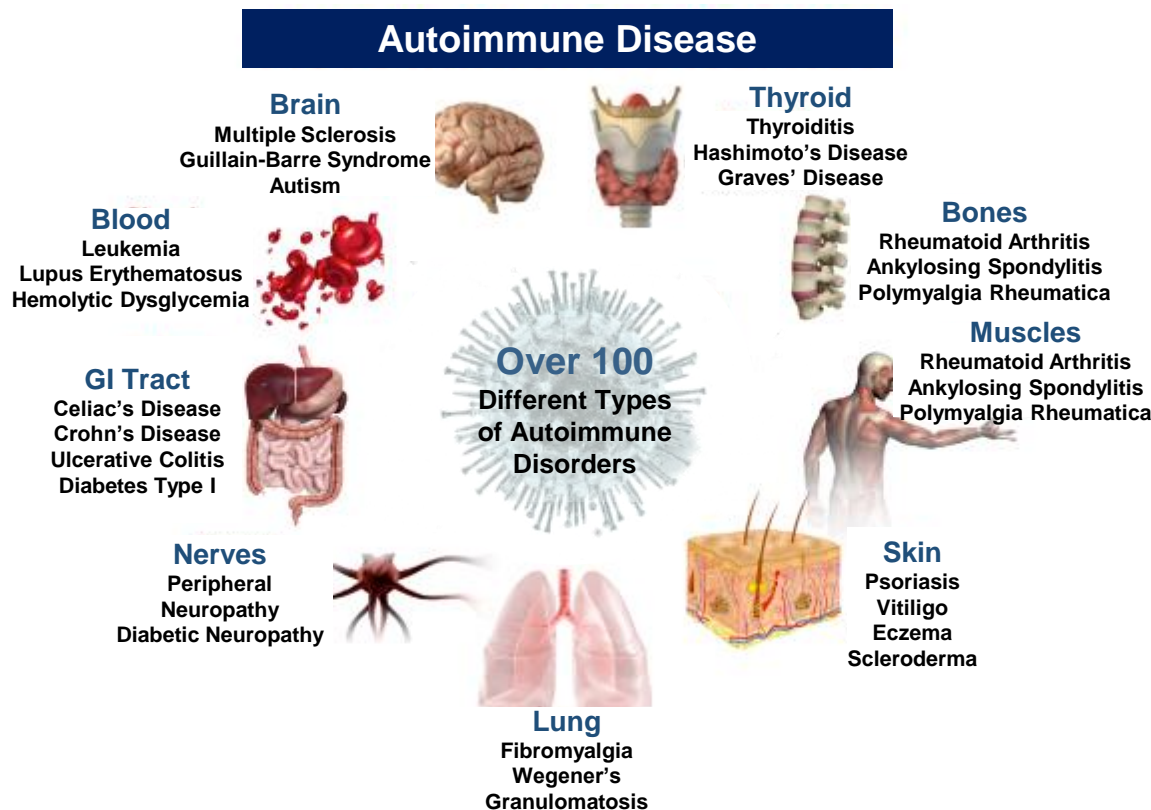 Autoimmune Disease
Brain
Multiple Sclerosis
Guillain-Barre Syndrome
Autism
Thyroid
Thyroiditis
Hashimoto's Disease
Graves' Disease
Blood
Leukemia
Lupus Erythematosus
Hemolytic Dysglycemia
Bones
Rheumatoid Arthritis
Ankylosing Spondylitis
Polymyalgia Rheumatica
Muscles
Rheumatoid Arthritis
Ankylosing Spondylitis
Polymyalgia Rheumatica
GI Tract
Celiac's Disease
Crohn's Disease
Ulcerative Colitis
Diabetes Type I
Over 100
Different Types
of Autoimmune
Disorders
Nerves
Peripheral
Neuropathy
Diabetic Neuropathy
Skin
Psoriasis
Vitiligo
Eczema
Scleroderma
Lung
Fibromyalgia
Wegener's
Granulomatosis